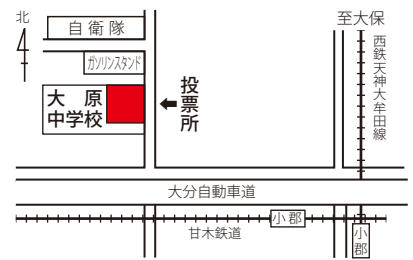 北
自衛隊
ガソリンスタンド
大原
中学校
投票所
至大保
西鉄天神大牟田線
大分自動車道
小郡
甘木鉄道
小郡